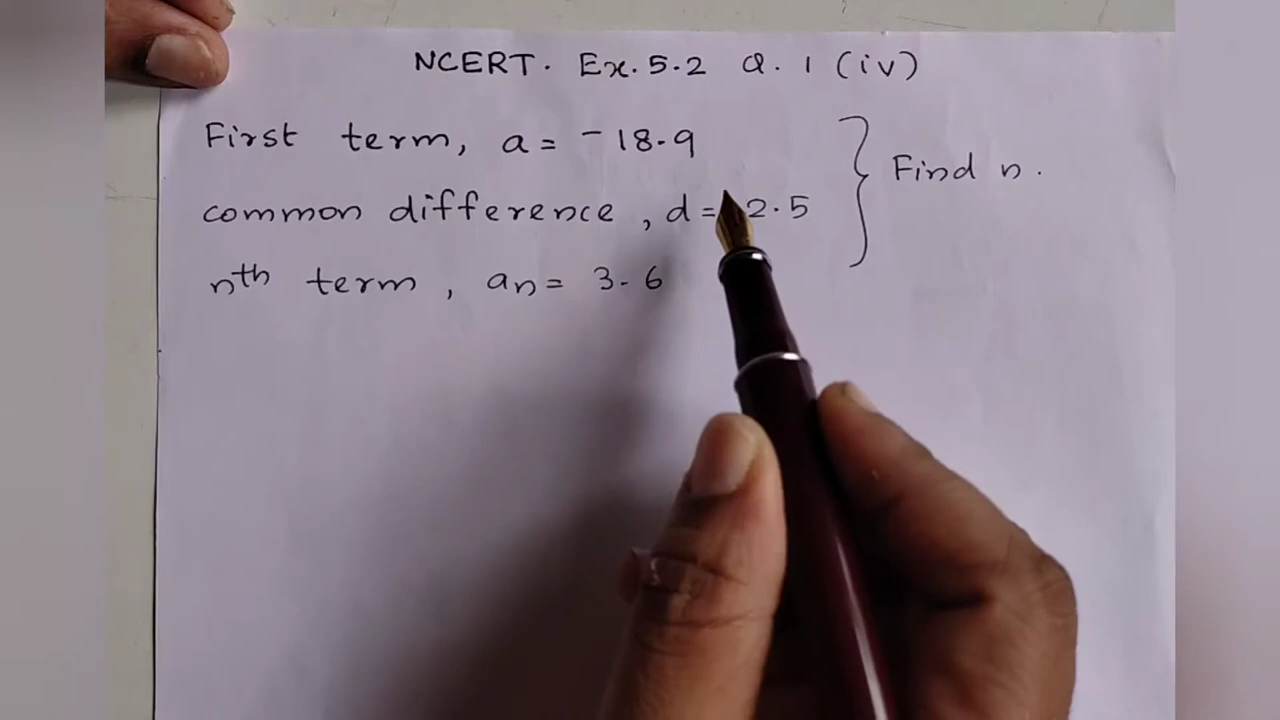 NCERT. Ex. 5.2 Q. 1 (iv)
First term, a = -18.9
common difference, d = 2.5
nth term, an = 3.6
Find n.